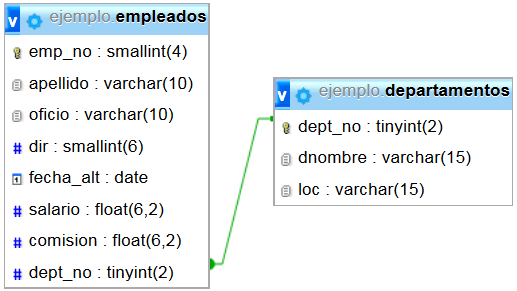 v ejemplo.empleados
emp_no : smallint(4)
apellido : varchar(10)
oficio : varchar(10)
# dir : smallint(6)
fecha_alt : date
# salario : float(6,2)
# comision : float(6,2)
# dept_no : tinyint(2)
v ejemplo.departamentos
dept_no : tinyint(2)
dnombre : varchar(15)
loc : varchar(15)